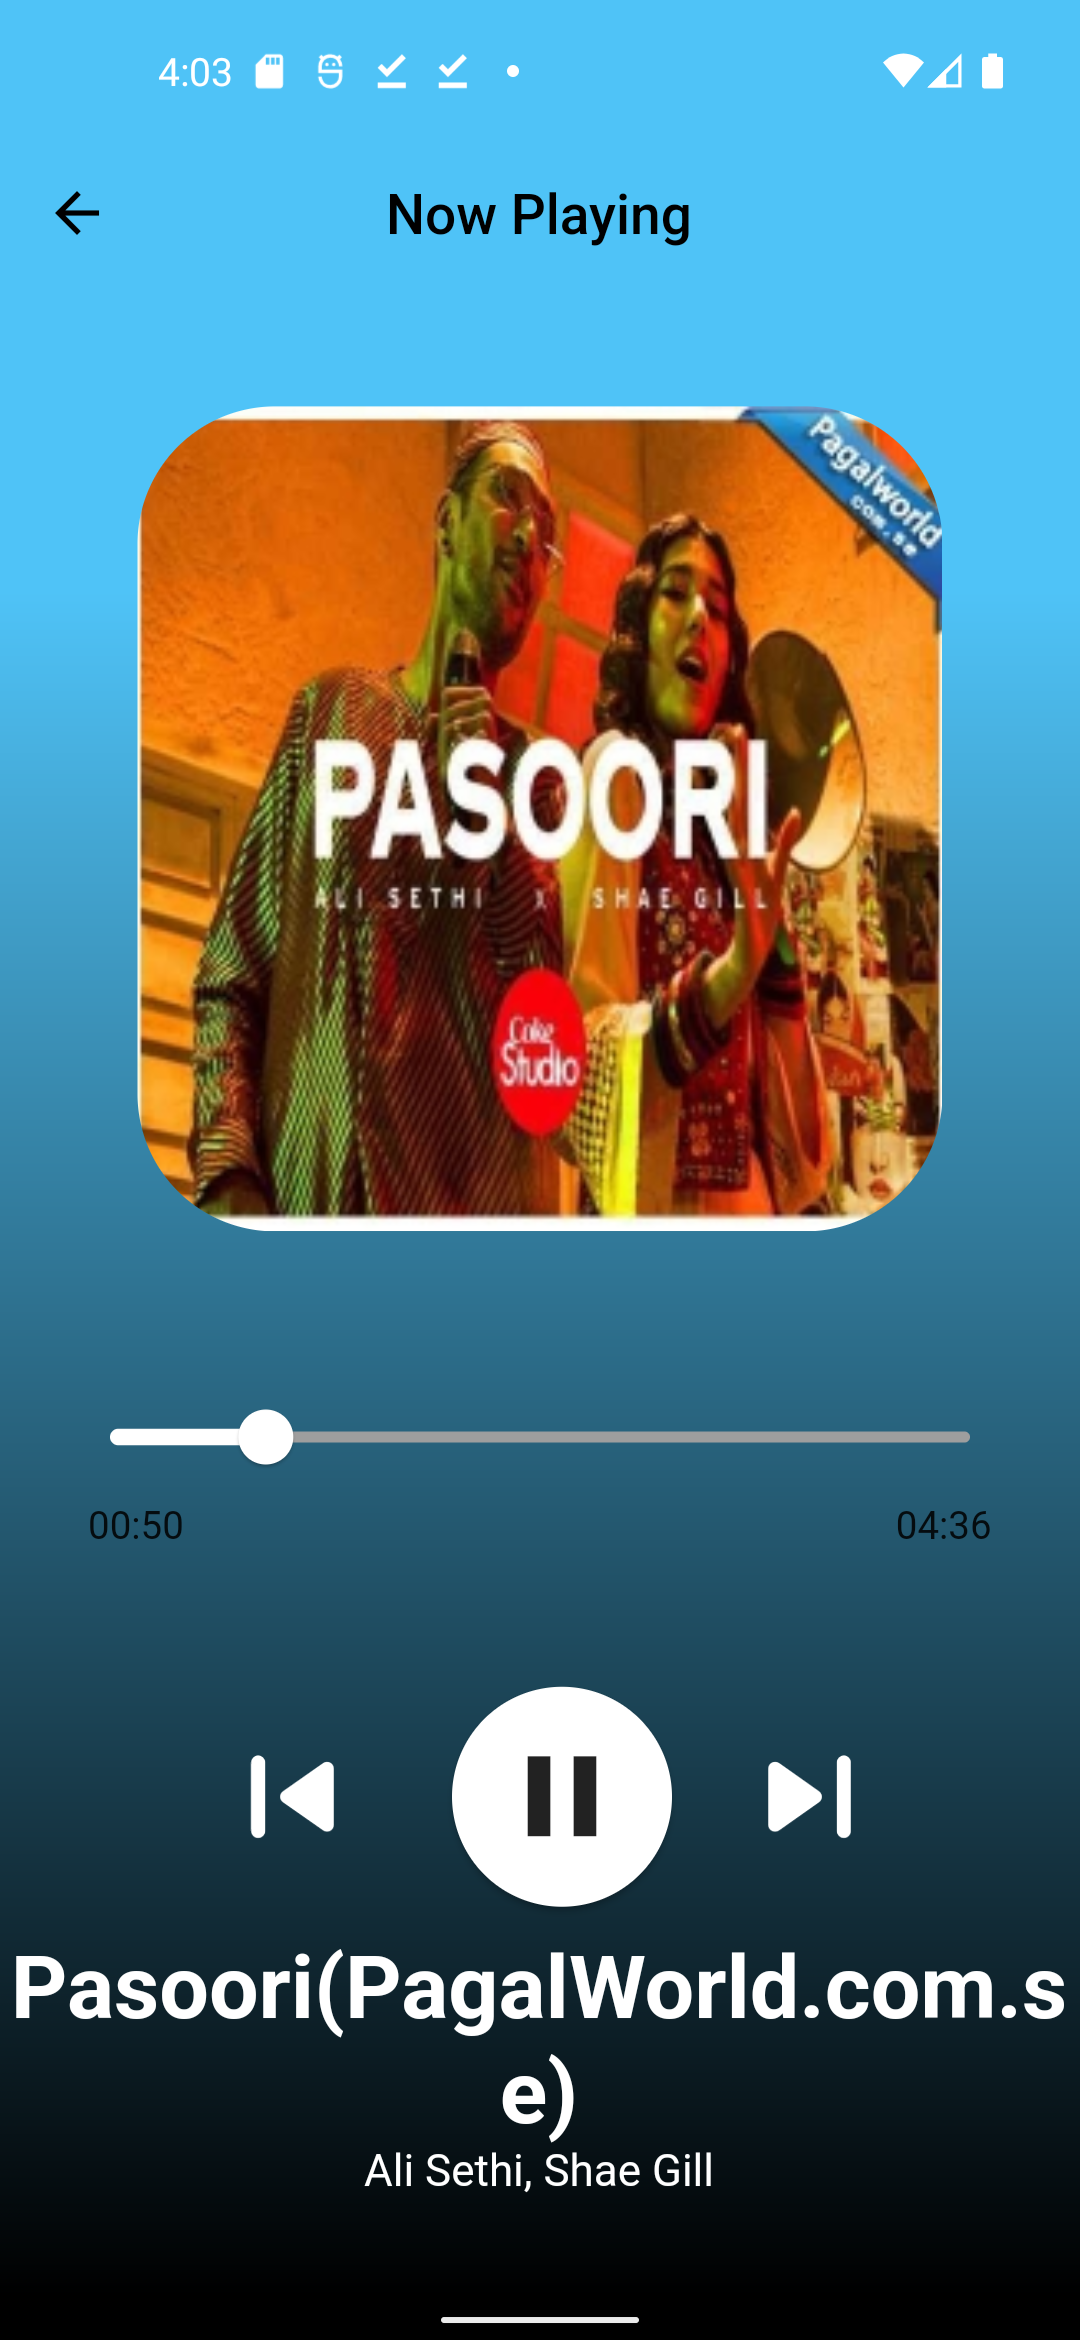 4:03
Now Playing
Pagalworld
com.se
PASOORI
ALI SETHI X SHAE GILL
Coke
Studio
00:50
04:36
Pasoori(PagalWorld.com.s
e)
Ali Sethi, Shae Gill